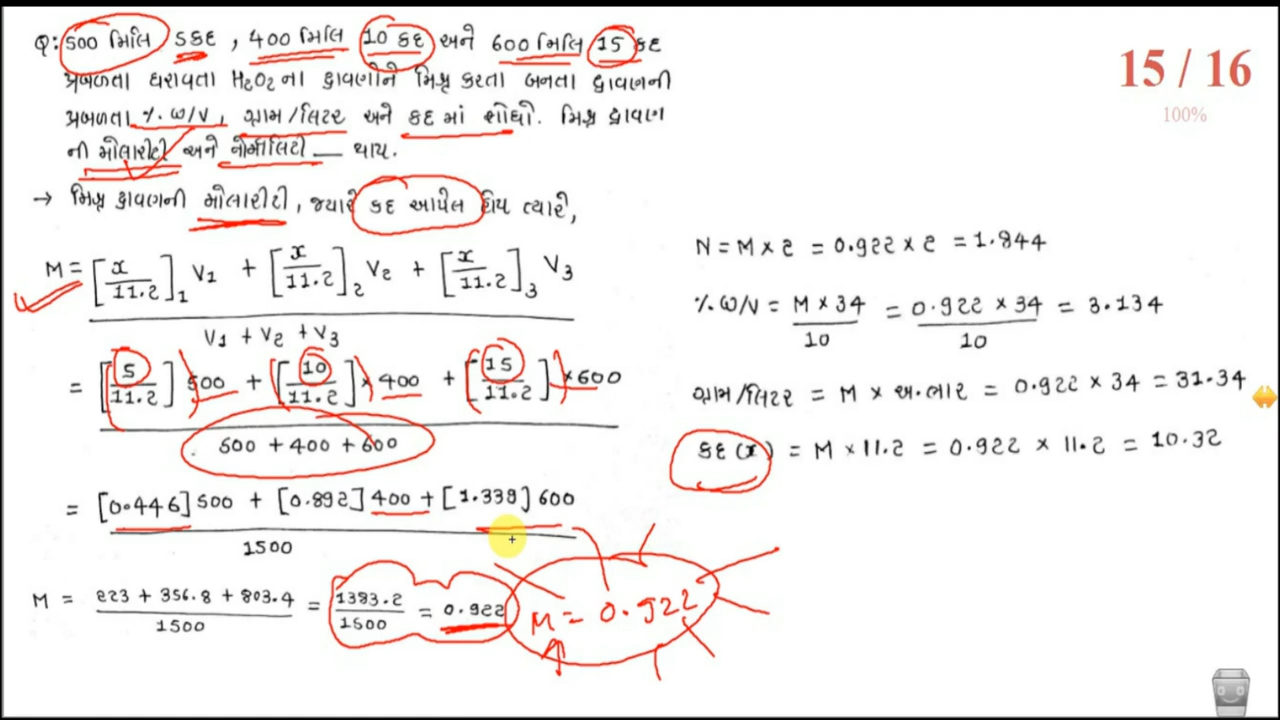 Q: 500 મિલિ 5કદ, 400 મિલિ 10 કદ અને 600 મિલિ 15 કદ
પ્રબળતા ધરાવતા H₂O₂ ના દ્રાવણોને મિશ્ર કરતા બનતા દ્રાવણની
પ્રબળતા %. W/V, ગ્રામ/લિટર અને કદ માં શોધો. મિશ્ર દ્રાવણ
ની મોલારીટી અને નોર્માલિટી __ થાય.
→ મિશ્ર દ્રાવણની મોલારીટી, જ્યારે કદ આપેલ હોય ત્યારે,
M = [x/11.2]₁ V₁ + [x/11.2]₂ V₂ + [x/11.2]₃ V₃
V₁ + V₂ + V₃
= [5/11.2] 500 + [10/11.2] × 400 + [15/11.2] × 600
500 + 400 + 600
= [0.446] 500 + [0.892] 400 + [1.339] 600
1500
M = 223 + 356.8 + 803.4 / 1500 = 1383.2 / 1500 = 0.922
M = 0.922
15 / 16
100%
N = M × 2 = 0.922 × 2 = 1.844
%. W/V = M × 34 / 10 = 0.922 × 34 / 10 = 3.134
ગ્રામ/લિટર = M × અ.ભાર = 0.922 × 34 = 31.34
કદ (x) = M × 11.2 = 0.922 × 11.2 = 10.32